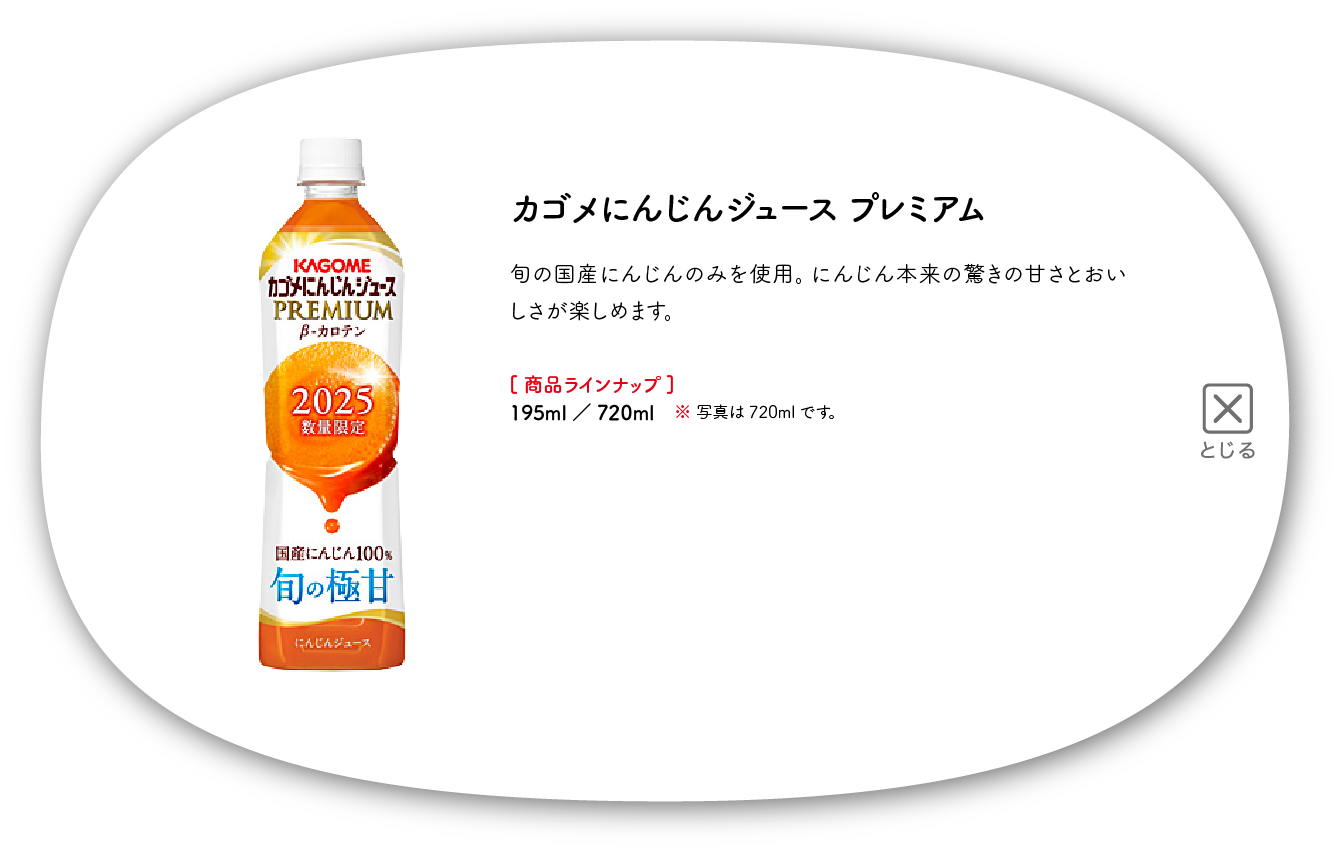 カゴメにんじんジュース プレミアム
旬の国産にんじんのみを使用。にんじん本来の驚きの甘さとおい
しさが楽しめます。
[ 商品ラインナップ ]
195ml ／ 720ml ※ 写真は 720ml です。
とじる
KAGOME
カゴメにんじんジュース
PREMIUM
β-カロテン
2025
数量限定
国産にんじん100%
旬の極甘
にんじんジュース